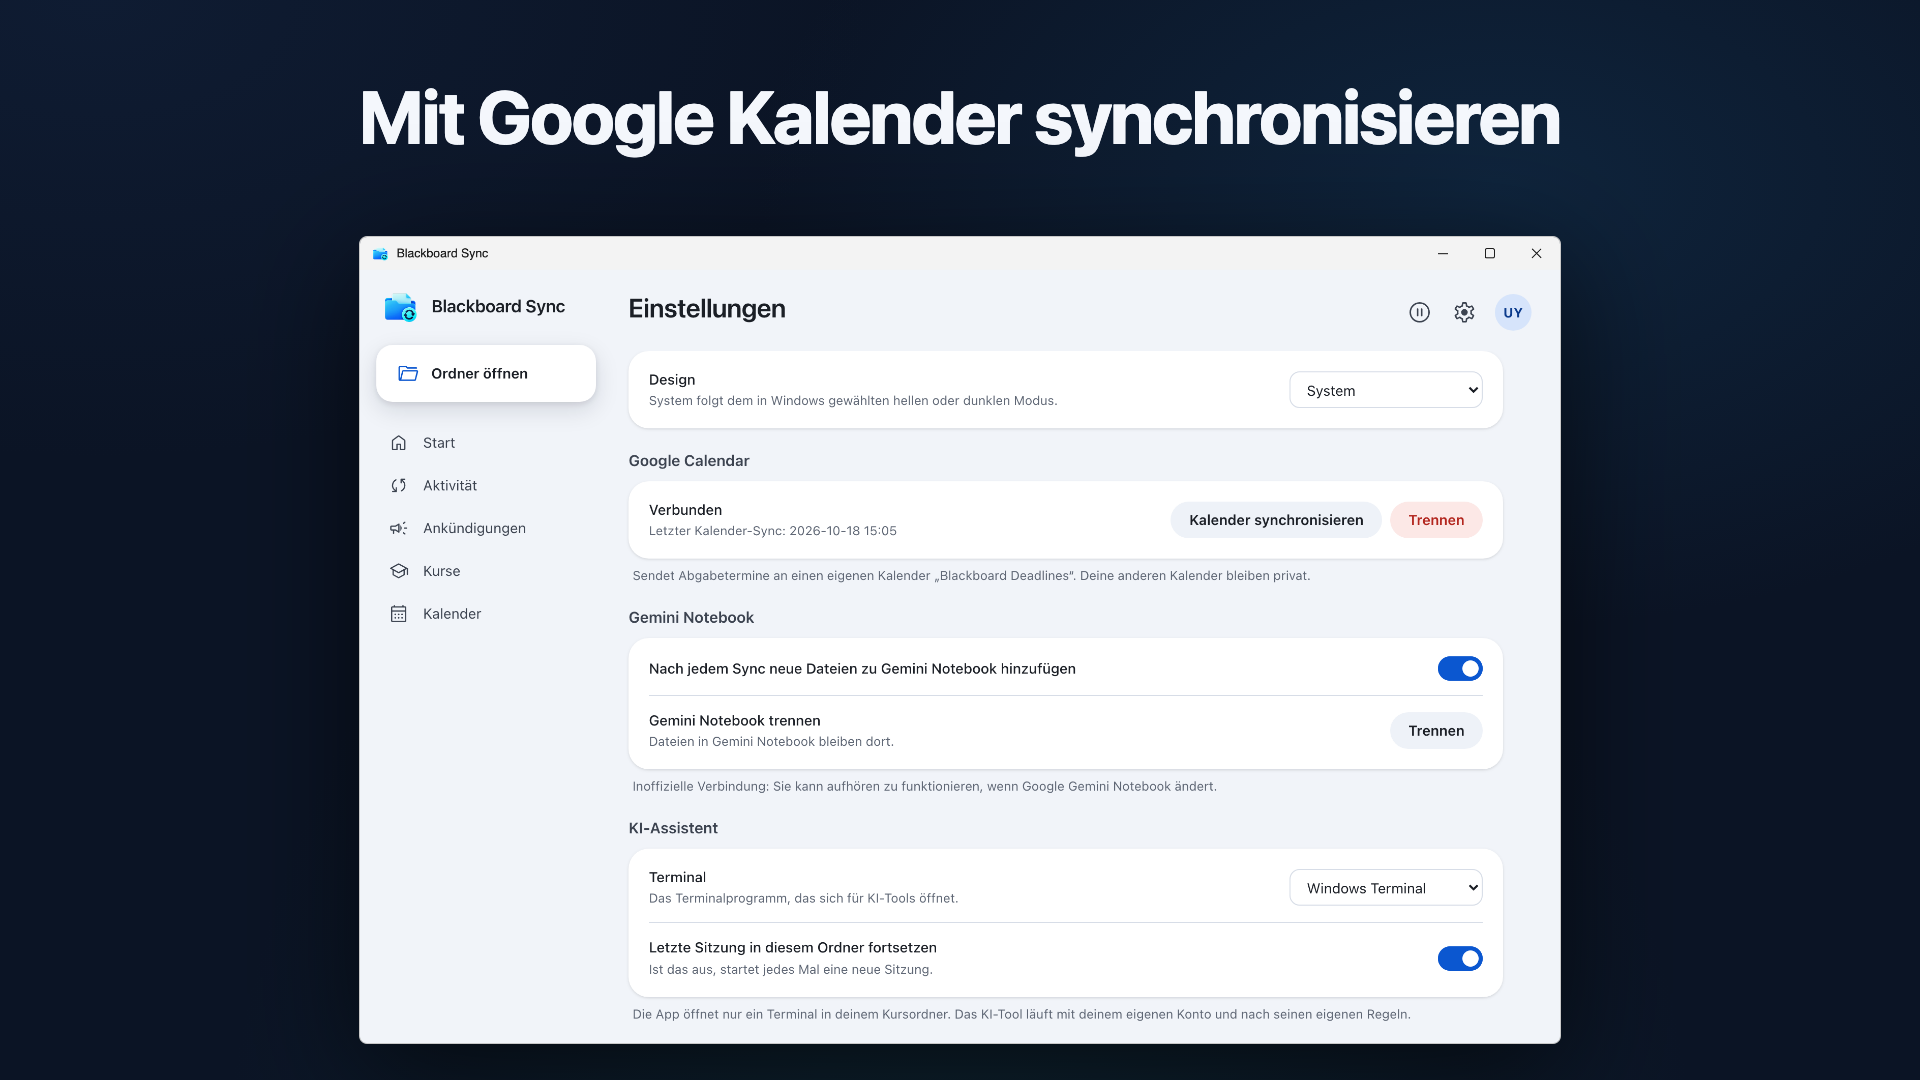 Mit Google Kalender synchronisieren
Blackboard Sync
Blackboard Sync
Ordner öffnen
Start
Aktivität
Ankündigungen
Kurse
Kalender
Einstellungen
UY
Design
System folgt dem in Windows gewählten hellen oder dunklen Modus.
System
Google Calendar
Verbunden
Letzter Kalender-Sync: 2026-10-18 15:05
Kalender synchronisieren
Trennen
Sendet Abgabetermine an einen eigenen Kalender „Blackboard Deadlines“. Deine anderen Kalender bleiben privat.
Gemini Notebook
Nach jedem Sync neue Dateien zu Gemini Notebook hinzufügen
Gemini Notebook trennen
Dateien in Gemini Notebook bleiben dort.
Trennen
Inoffizielle Verbindung: Sie kann aufhören zu funktionieren, wenn Google Gemini Notebook ändert.
KI-Assistent
Terminal
Das Terminalprogramm, das sich für KI-Tools öffnet.
Windows Terminal
Letzte Sitzung in diesem Ordner fortsetzen
Ist das aus, startet jedes Mal eine neue Sitzung.
Die App öffnet nur ein Terminal in deinem Kursordner. Das KI-Tool läuft mit deinem eigenen Konto und nach seinen eigenen Regeln.